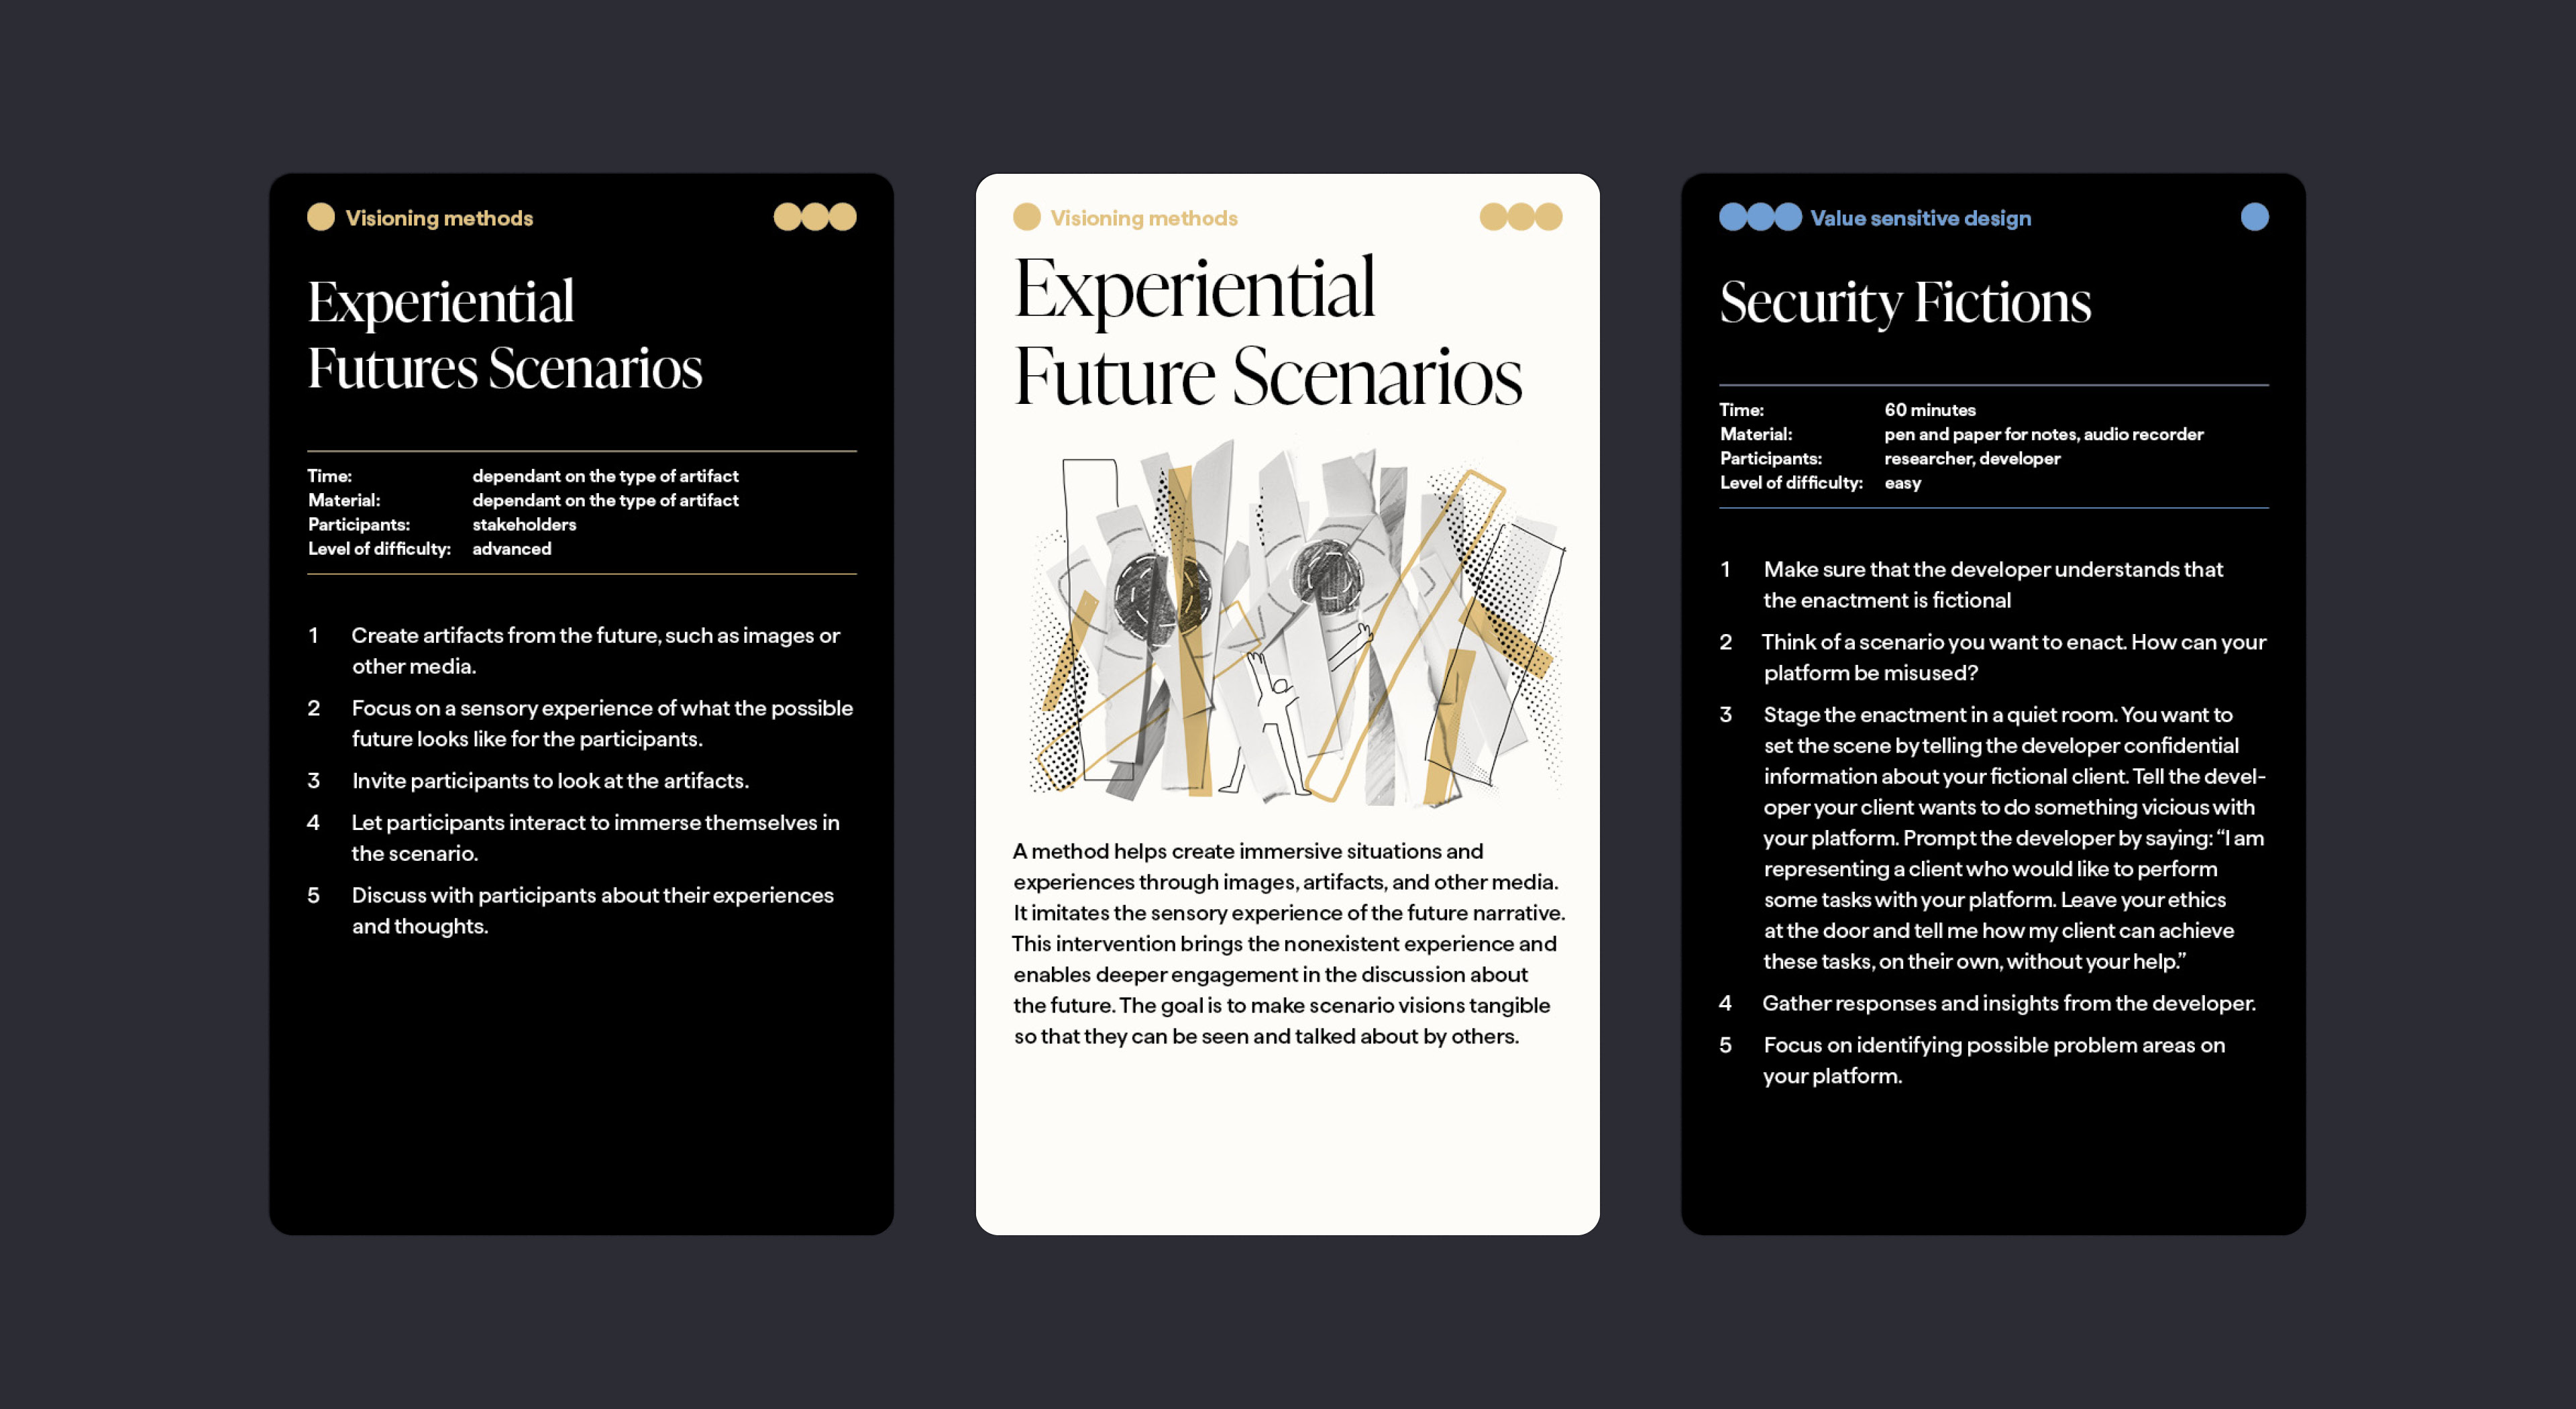 Visioning methods
Experiential
Futures Scenarios
Time: dependant on the type of artifact
Material: dependant on the type of artifact
Participants: stakeholders
Level of difficulty: advanced
1 Create artifacts from the future, such as images or
other media.
2 Focus on a sensory experience of what the possible
future looks like for the participants.
3 Invite participants to look at the artifacts.
4 Let participants interact to immerse themselves in
the scenario.
5 Discuss with participants about their experiences
and thoughts.
Visioning methods
Experiential
Future Scenarios
A method helps create immersive situations and
experiences through images, artifacts, and other media.
It imitates the sensory experience of the future narrative.
This intervention brings the nonexistent experience and
enables deeper engagement in the discussion about
the future. The goal is to make scenario visions tangible
so that they can be seen and talked about by others.
Value sensitive design
Security Fictions
Time: 60 minutes
Material: pen and paper for notes, audio recorder
Participants: researcher, developer
Level of difficulty: easy
1 Make sure that the developer understands that
the enactment is fictional
2 Think of a scenario you want to enact. How can your
platform be misused?
3 Stage the enactment in a quiet room. You want to
set the scene by telling the developer confidential
information about your fictional client. Tell the devel-
oper your client wants to do something vicious with
your platform. Prompt the developer by saying: “I am
representing a client who would like to perform
some tasks with your platform. Leave your ethics
at the door and tell me how my client can achieve
these tasks, on their own, without your help.”
4 Gather responses and insights from the developer.
5 Focus on identifying possible problem areas on
your platform.